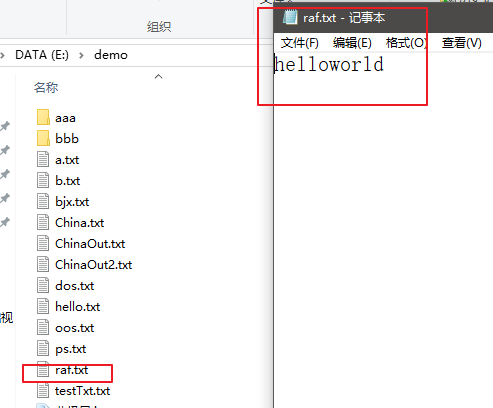 组织
DATA (E:) demo
名称
aaa
bbb
a.txt
b.txt
bjx.txt
China.txt
ChinaOut.txt
ChinaOut2.txt
dos.txt
hello.txt
oos.txt
ps.txt
raf.txt
testTxt.txt
视
raf.txt - 记事本
文件(F) 编辑(E) 格式(O) 查看(V)
helloworld